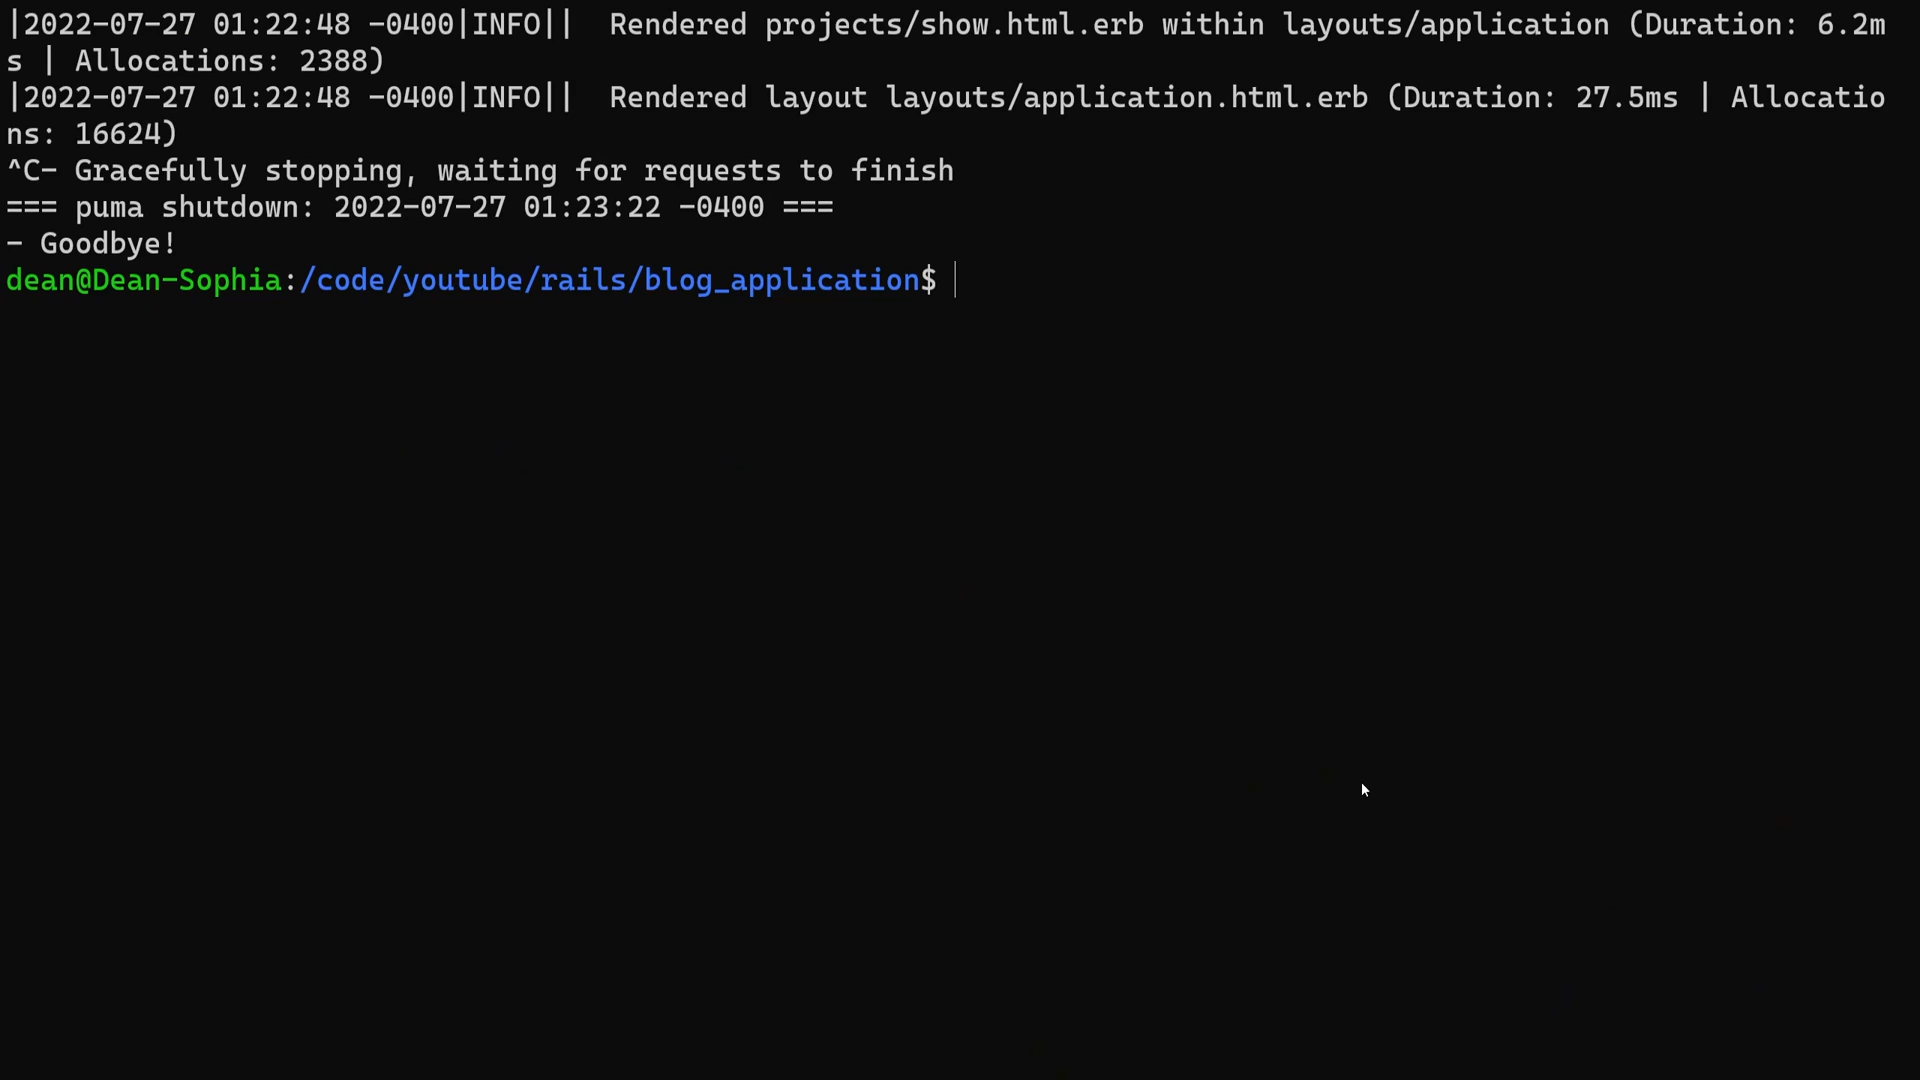 |2022-07-27 01:22:48 -0400|INFO||  Rendered projects/show.html.erb within layouts/application (Duration: 6.2m
s | Allocations: 2388)
|2022-07-27 01:22:48 -0400|INFO||  Rendered layout layouts/application.html.erb (Duration: 27.5ms | Allocatio
ns: 16624)
^C- Gracefully stopping, waiting for requests to finish
=== puma shutdown: 2022-07-27 01:23:22 -0400 ===
- Goodbye!
dean@Dean-Sophia:/code/youtube/rails/blog_application$